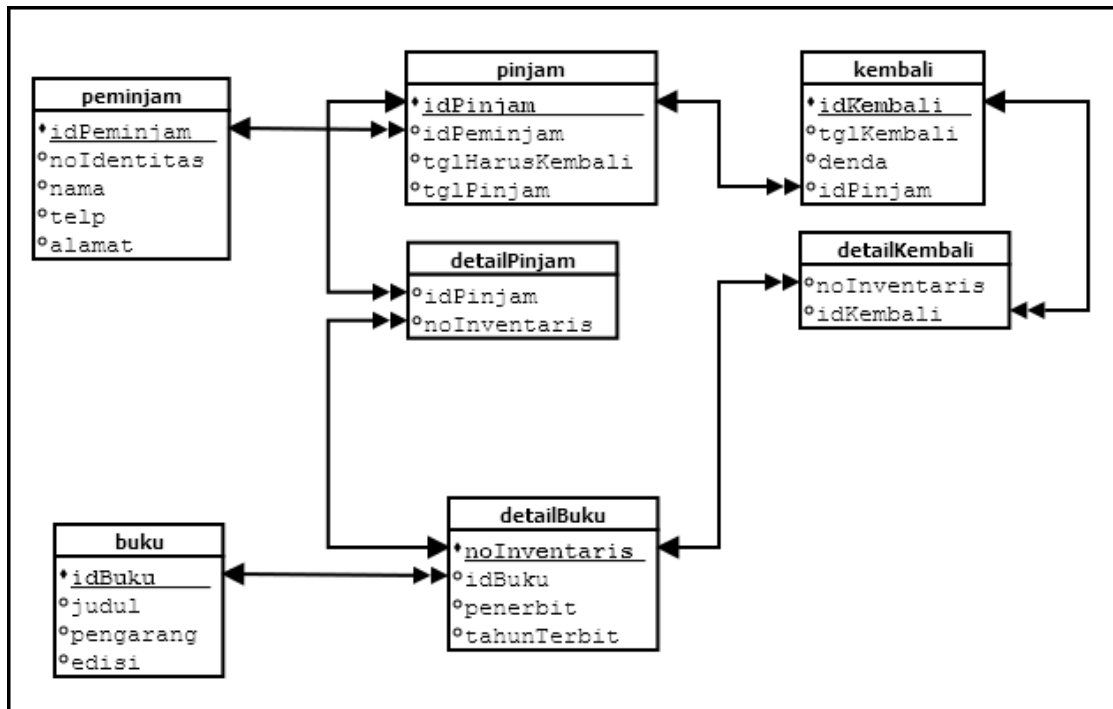 peminjam
idPeminjam
noIdentitas
nama
telp
alamat
pinjam
idPinjam
idPeminjam
tglHarusKembali
tglPinjam
kembali
idKembali
tglKembali
denda
idPinjam
detailPinjam
idPinjam
noInventaris
detailKembali
noInventaris
idKembali
buku
idBuku
judul
pengarang
edisi
detailBuku
noInventaris
idBuku
penerbit
tahunTerbit